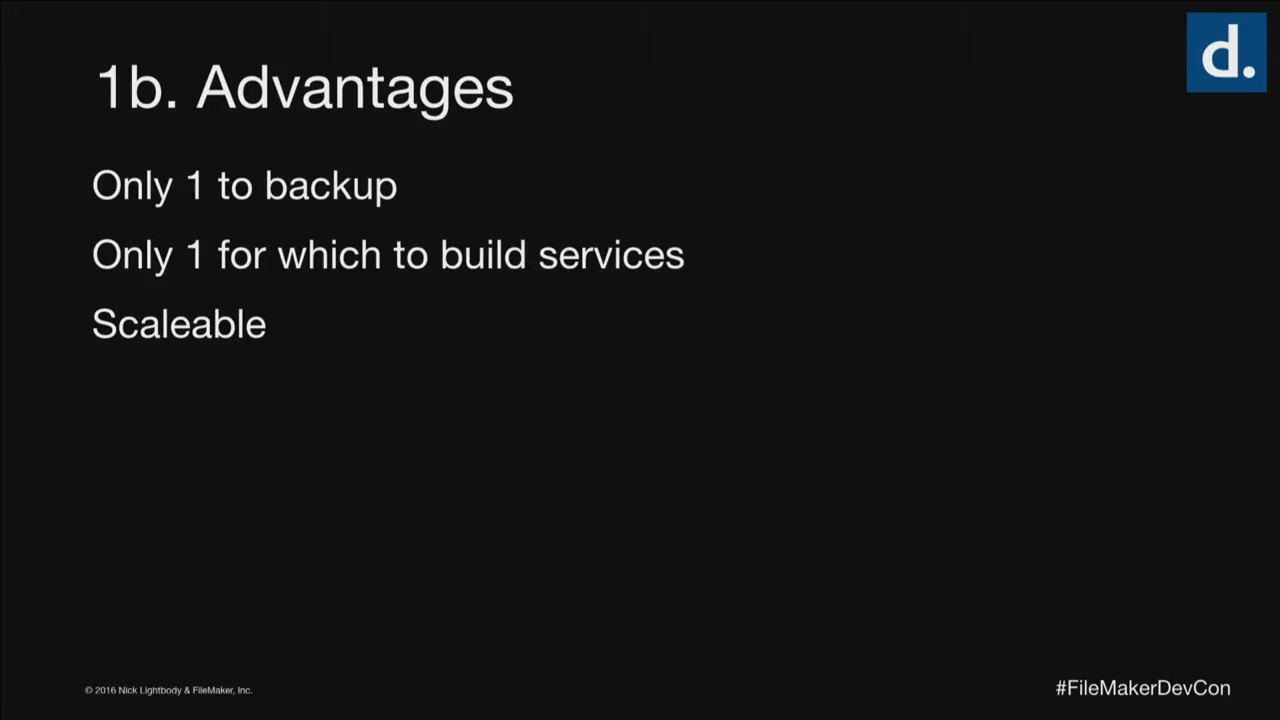 d.
1b. Advantages
Only 1 to backup
Only 1 for which to build services
Scaleable
© 2016 Nick Lightbody & FileMaker, Inc.
#FileMakerDevCon